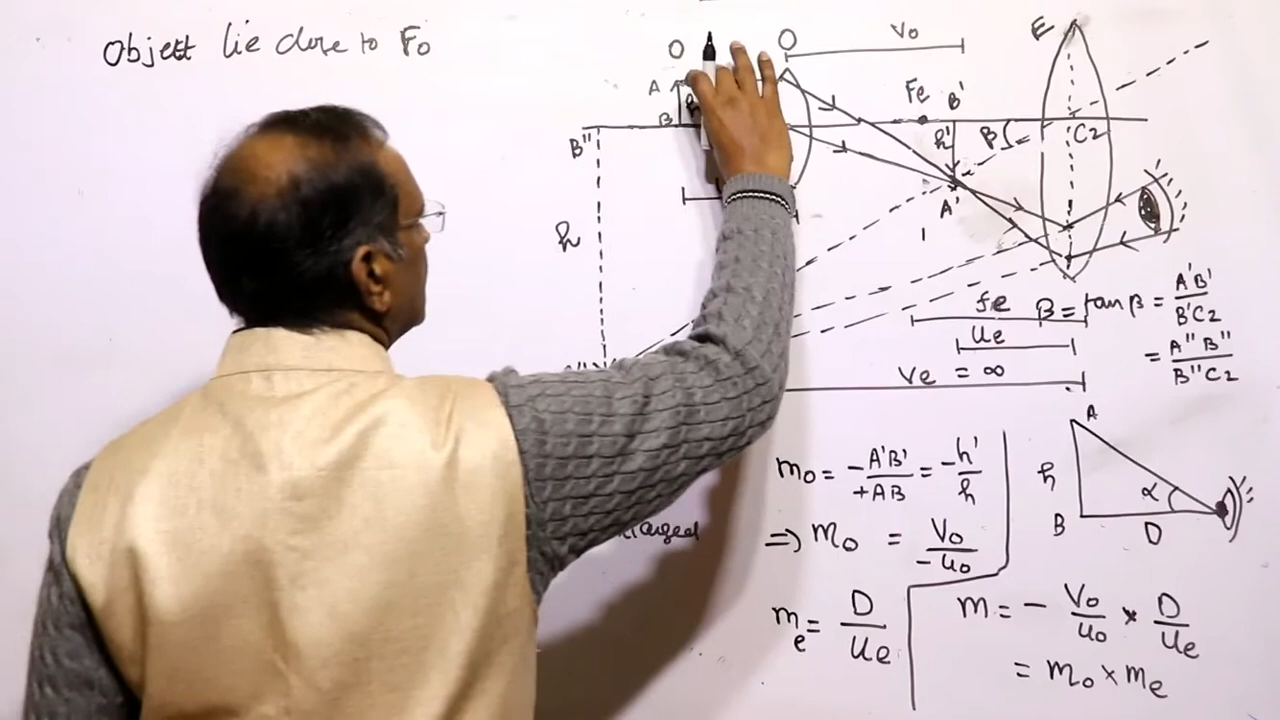 Object lie close to Fo
O
O
Vo
E
A
h
B
Fe
B'
B''
h'
β
C2
A'
h
I
fe
β = tan β = A'B' / B'C2
ue
= A''B'' / B''C2
ve = ∞
mo = -A'B' / +AB = -h' / h
A
h
α
B
D
=> mo = Vo / -uo
me = D / ue
m = - Vo / uo × D / ue
= mo × me